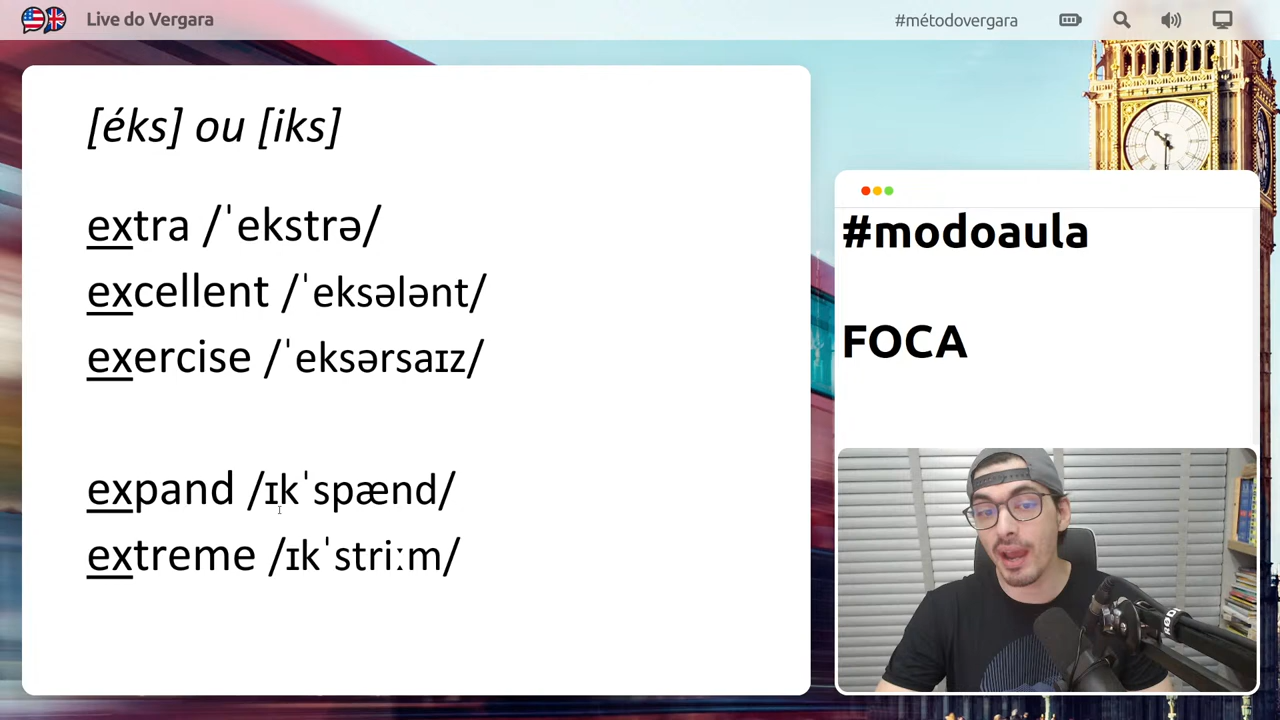 Live do Vergara
#métodovergara
[éks] ou [iks]
extra /ˈekstrə/
excellent /ˈeksələnt/
exercise /ˈeksərsaɪz/
expand /ɪkˈspænd/
extreme /ɪkˈstriːm/
#modoaula
FOCA
RØDE